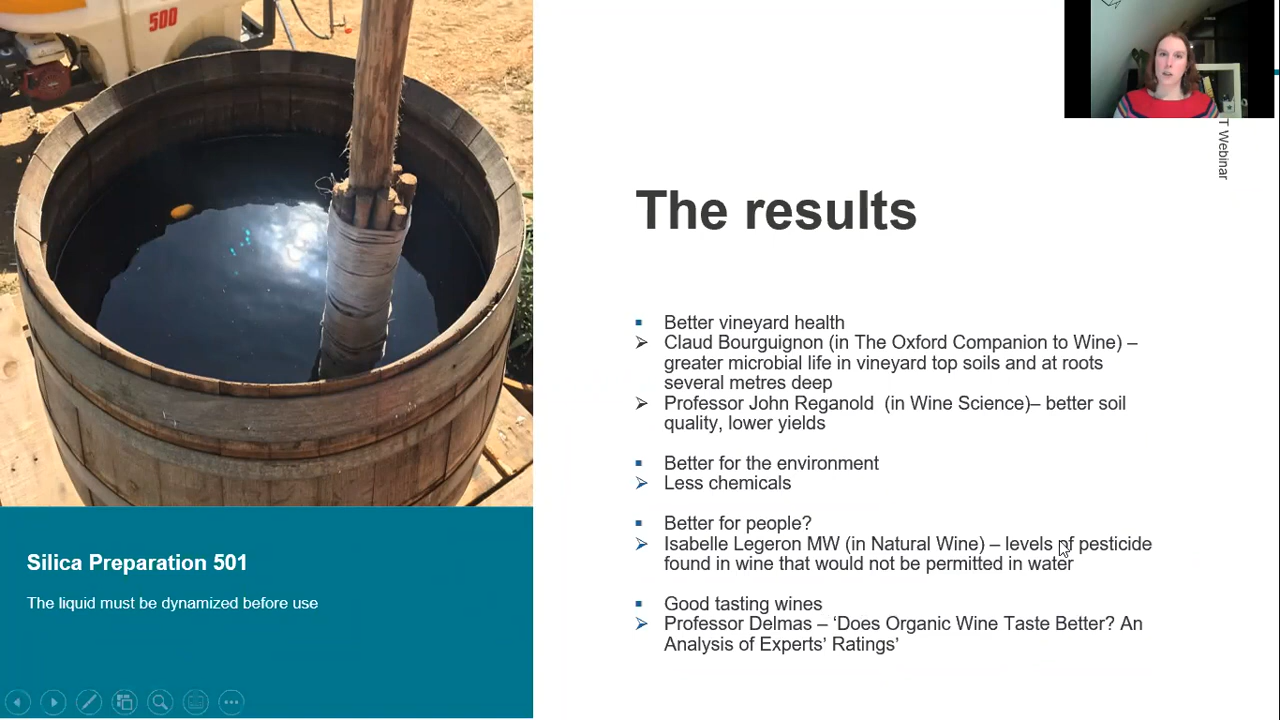 500
T Webinar
The results
Better vineyard health
Claud Bourguignon (in The Oxford Companion to Wine) –
greater microbial life in vineyard top soils and at roots
several metres deep
Professor John Reganold  (in Wine Science)– better soil
quality, lower yields
Better for the environment
Less chemicals
Better for people?
Isabelle Legeron MW (in Natural Wine) – levels of pesticide
found in wine that would not be permitted in water
Good tasting wines
Professor Delmas – ‘Does Organic Wine Taste Better? An
Analysis of Experts’ Ratings’
Silica Preparation 501
The liquid must be dynamized before use